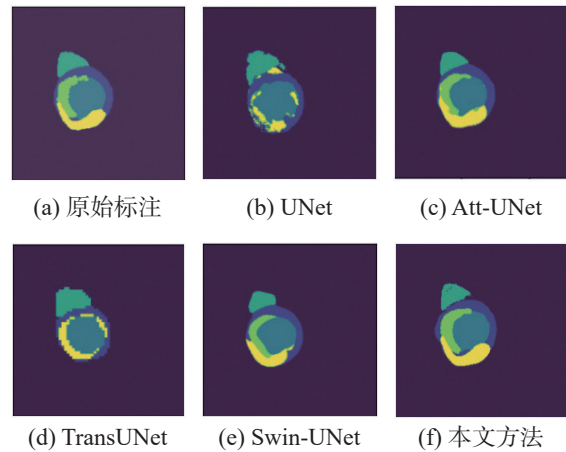 (a) 原始标注
(b) UNet
(c) Att-UNet
(d) TransUNet
(e) Swin-UNet
(f) 本文方法